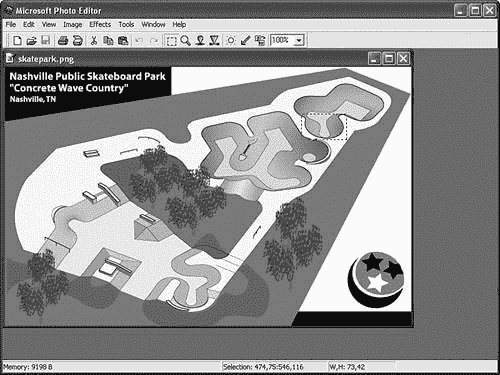 Microsoft Photo Editor
File Edit View Image Effects Tools Window Help
100%
skatepark.png
Nashville Public Skateboard Park
"Concrete Wave Country"
Nashville, TN
Memory: 9198 B Selection: 474,75:546,116 W,H: 73,42